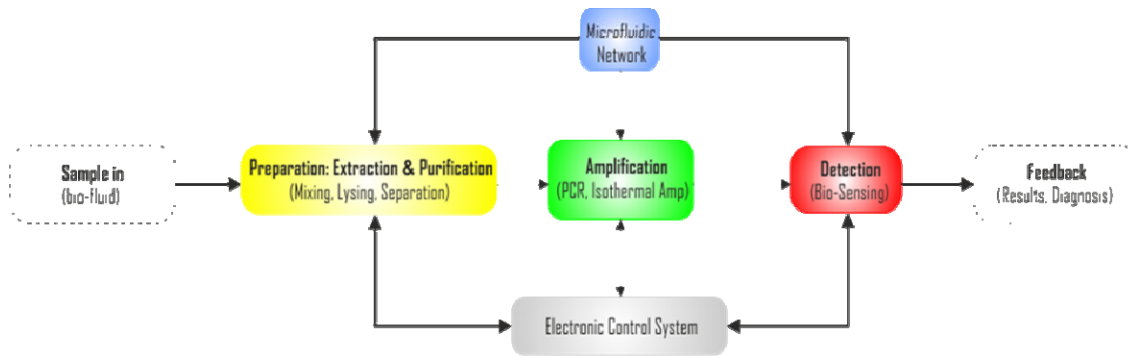 Microfluidic
Network
Sample in
(bio-fluid)
Preparation: Extraction & Purification
(Mixing, Lysing, Separation)
Amplification
(PCR, Isothermal Amp)
Detection
(Bio-Sensing)
Feedback
(Results, Diagnosis)
Electronic Control System